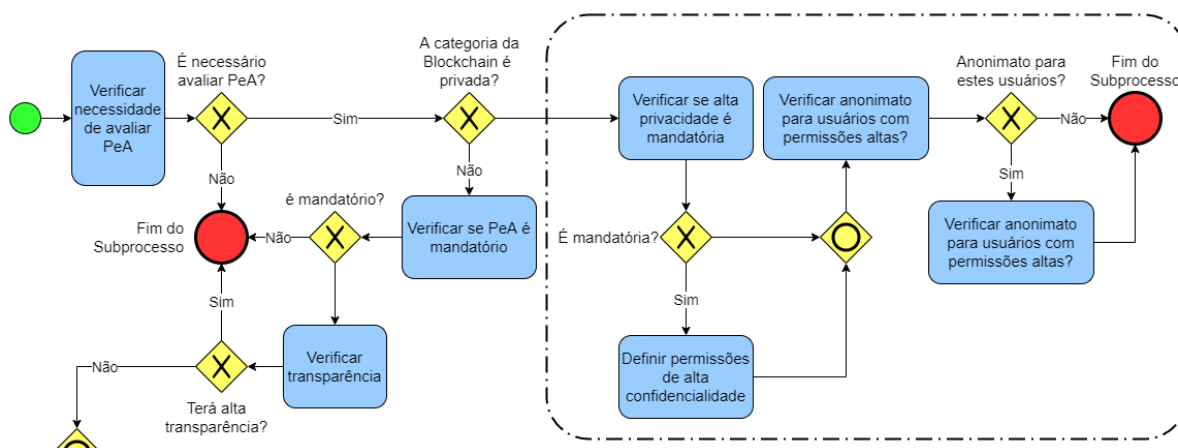 Verificar
necessidade
de avaliar
PeA
É necessário
avaliar PeA?
Sim
Não
A categoria da
Blockchain é
privada?
Não
Verificar se PeA é
mandatório
é mandatório?
Não
Fim do
Subprocesso
Sim
Verificar
transparência
Terá alta
transparência?
Não
Verificar se alta
privacidade é
mandatória
É mandatória?
Sim
Definir permissões
de alta
confidencialidade
Verificar anonimato
para usuários com
permissões altas?
Anonimato para
estes usuários?
Não
Sim
Verificar anonimato
para usuários com
permissões altas?
Fim do
Subprocesso